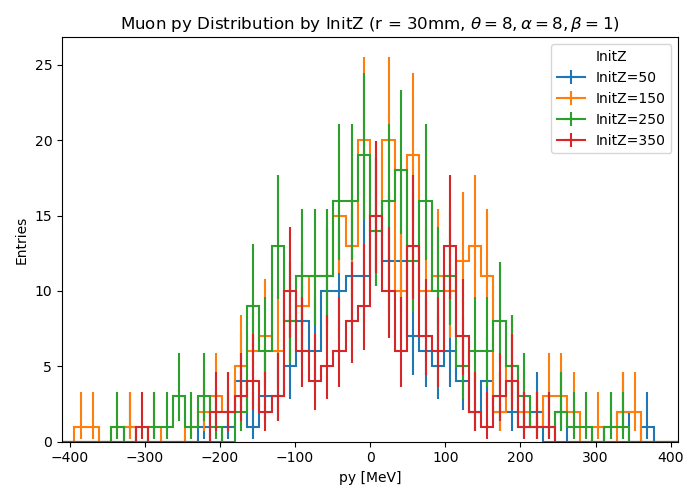 Muon py Distribution by InitZ (r = 30mm, θ = 8, α = 8, β = 1)
InitZ
InitZ=50
InitZ=150
InitZ=250
InitZ=350
Entries
25
20
15
10
5
0
−400 −300 −200 −100 0 100 200 300 400
py [MeV]